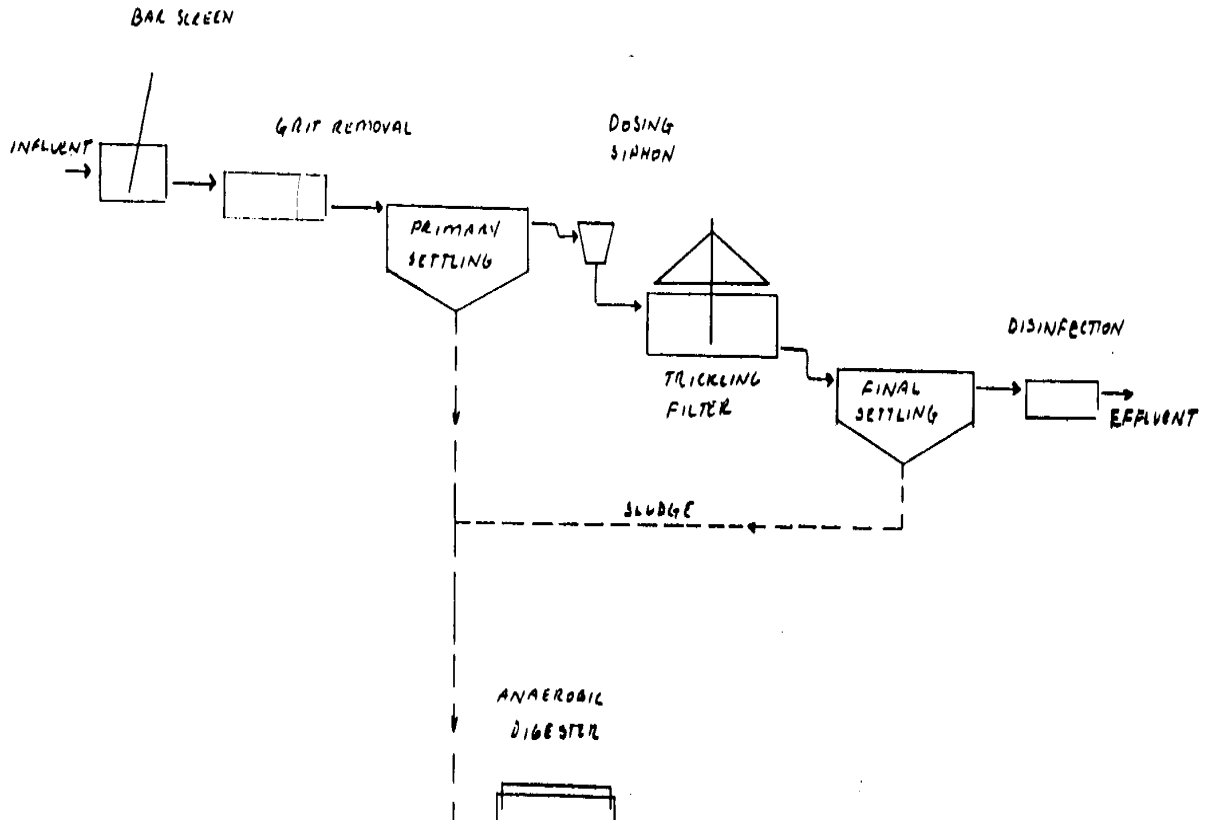 BAR SCREEN
INFLUENT
GRIT REMOVAL
DOSING
SIPHON
PRIMARY
SETTLING
TRICKLING
FILTER
DISINFECTION
FINAL
SETTLING
EFFLUENT
SLUDGE
ANAEROBIC
DIGESTER